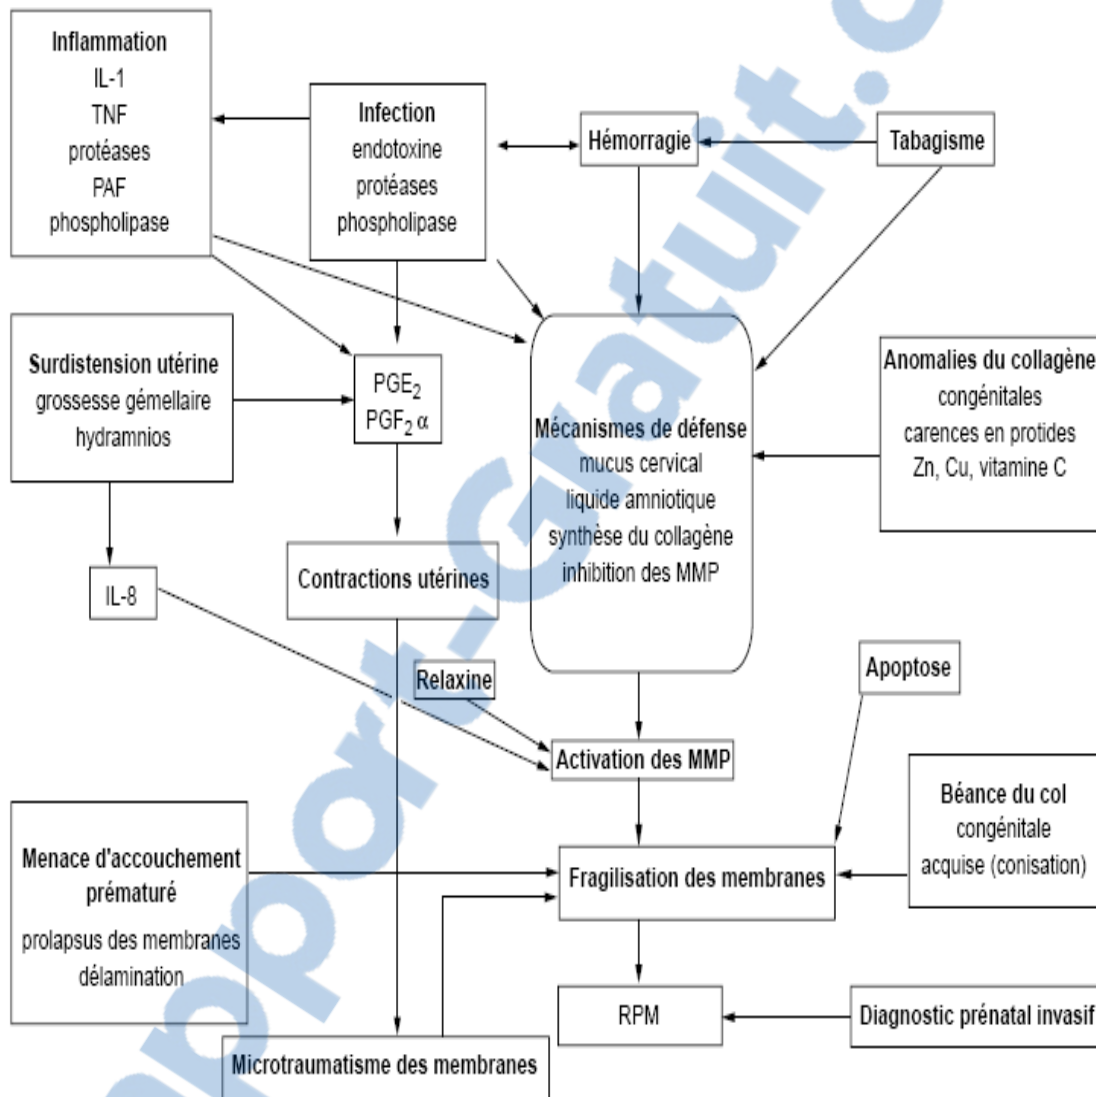 Inflammation
IL-1
TNF
protéases
PAF
phospholipase
Infection
endotoxine
protéases
phospholipase
Hémorragie
Tabagisme
Surdistension utérine
grossesse gémellaire
hydramnios
PGE2
PGF2 α
Mécanismes de défense
mucus cervical
liquide amniotique
synthèse du collagène
inhibition des MMP
Anomalies du collagène
congénitales
carences en protides
Zn, Cu, vitamine C
IL-8
Contractions utérines
Relaxine
Apoptose
Activation des MMP
Béance du col
congénitale
acquise (conisation)
Menace d'accouchement
prématuré
prolapsus des membranes
délamination
Fragilisation des membranes
RPM
Diagnostic prénatal invasif
Microtraumatisme des membranes
pport-Gratuit.c